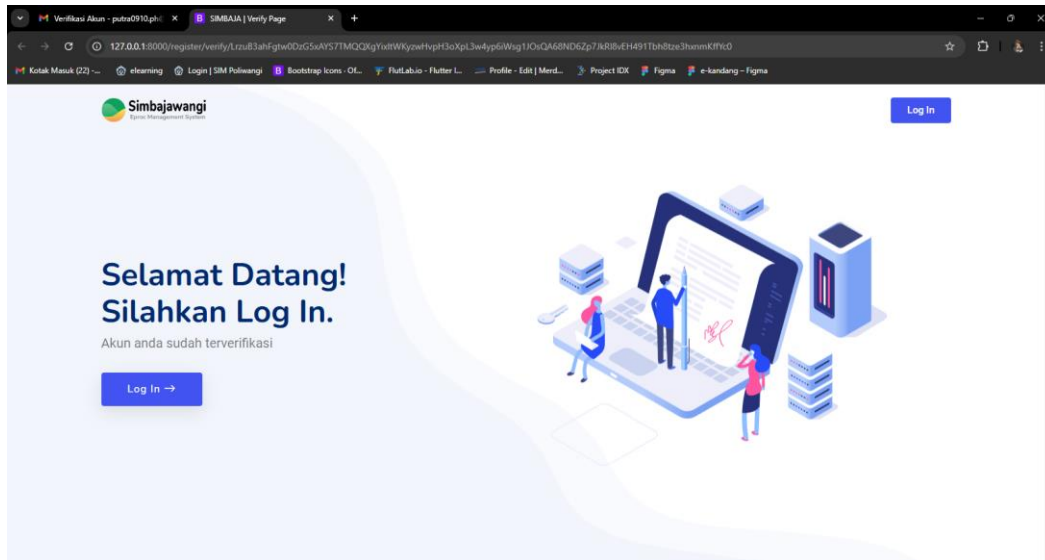 Verifikasi Akun - putra0910.ph
SIMBAJA | Verify Page
127.0.0.1:8000/register/verify/
Kotak Masuk (22) -...
elearning
Login | SIM Poliwangi
Bootstrap Icons · Of...
FlutLab.io - Flutter I...
Profile - Edit | Merd...
Project IDX
Figma
e-kandang – Figma
Simbajawangi
Eproc Management System
Log In
Selamat Datang!
Silahkan Log In.
Akun anda sudah terverifikasi
Log In →